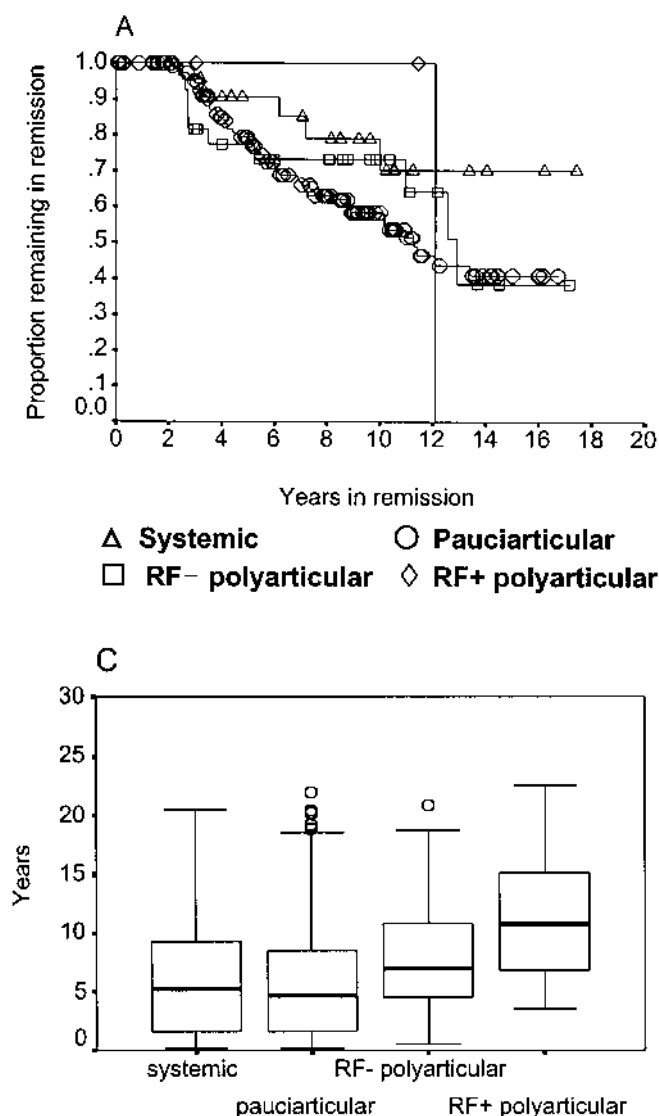 A
Proportion remaining in remission
1.0
.9
.8
.7
.6
.5
.4
.3
.2
.1
0.0
0 2 4 6 8 10 12 14 16 18 20
Years in remission
Systemic Pauciarticular
RF− polyarticular RF+ polyarticular
C
Years
30
25
20
15
10
5
0
systemic RF- polyarticular
pauciarticular RF+ polyarticular